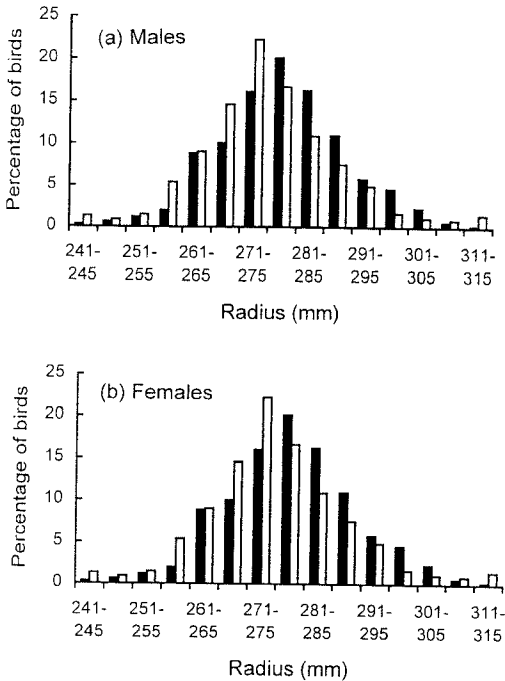 25
(a) Males
20
15
10
5
0
Percentage of birds
241- 251- 261- 271- 281- 291- 301- 311-
245 255 265 275 285 295 305 315
Radius (mm)
25
(b) Females
20
15
10
5
0
Percentage of birds
241- 251- 261- 271- 281- 291- 301- 311-
245 255 265 275 285 295 305 315
Radius (mm)